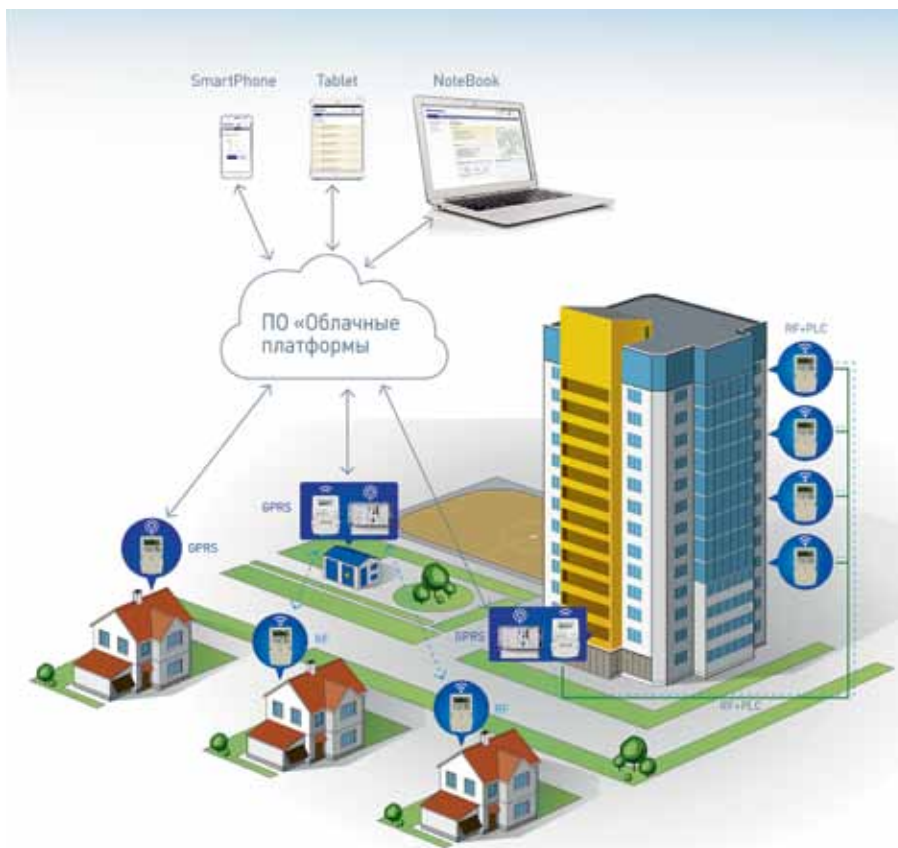 SmartPhone
Tablet
NoteBook
ПО «Облачные
платформы
RF+PLC
GPRS
GPRS
RF
GPRS
RF
RF+PLC